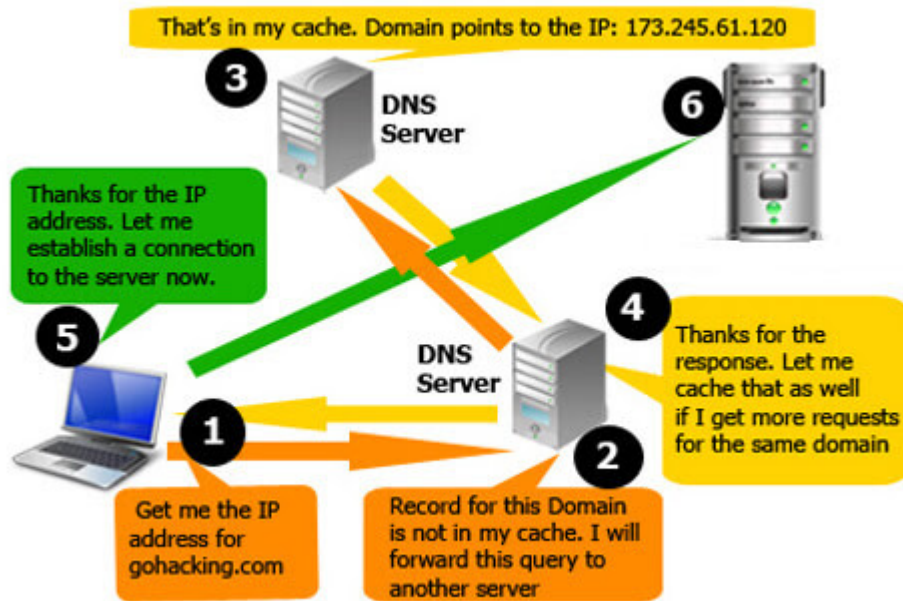 That's in my cache. Domain points to the IP: 173.245.61.120
3
DNS
Server
6
Thanks for the IP
address. Let me
establish a connection
to the server now.
5
4
Thanks for the
response. Let me
cache that as well
if I get more requests
for the same domain
DNS
Server
1
2
Get me the IP
address for
gohacking.com
Record for this Domain
is not in my cache. I will
forward this query to
another server